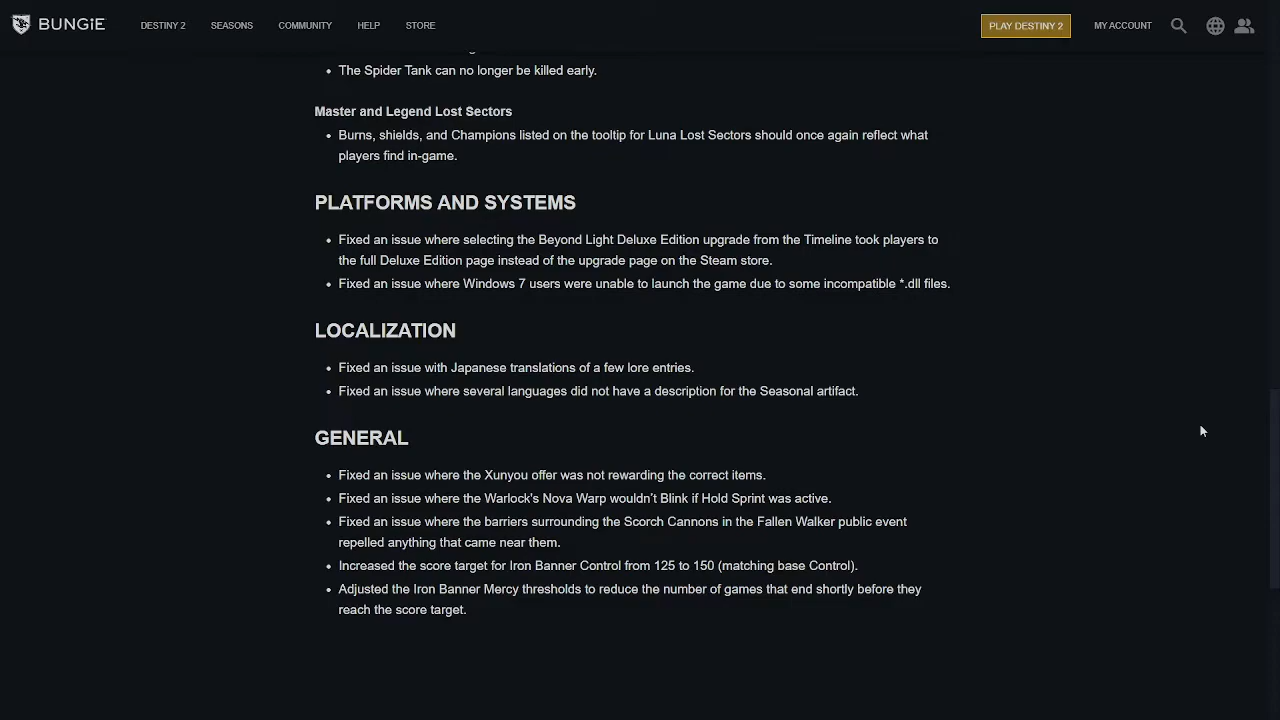 BUNGiE
DESTINY 2
SEASONS
COMMUNITY
HELP
STORE
PLAY DESTINY 2
MY ACCOUNT
• The Spider Tank can no longer be killed early.
Master and Legend Lost Sectors
• Burns, shields, and Champions listed on the tooltip for Luna Lost Sectors should once again reflect what
players find in-game.
PLATFORMS AND SYSTEMS
• Fixed an issue where selecting the Beyond Light Deluxe Edition upgrade from the Timeline took players to
the full Deluxe Edition page instead of the upgrade page on the Steam store.
• Fixed an issue where Windows 7 users were unable to launch the game due to some incompatible *.dll files.
LOCALIZATION
• Fixed an issue with Japanese translations of a few lore entries.
• Fixed an issue where several languages did not have a description for the Seasonal artifact.
GENERAL
• Fixed an issue where the Xunyou offer was not rewarding the correct items.
• Fixed an issue where the Warlock's Nova Warp wouldn't Blink if Hold Sprint was active.
• Fixed an issue where the barriers surrounding the Scorch Cannons in the Fallen Walker public event
repelled anything that came near them.
• Increased the score target for Iron Banner Control from 125 to 150 (matching base Control).
• Adjusted the Iron Banner Mercy thresholds to reduce the number of games that end shortly before they
reach the score target.